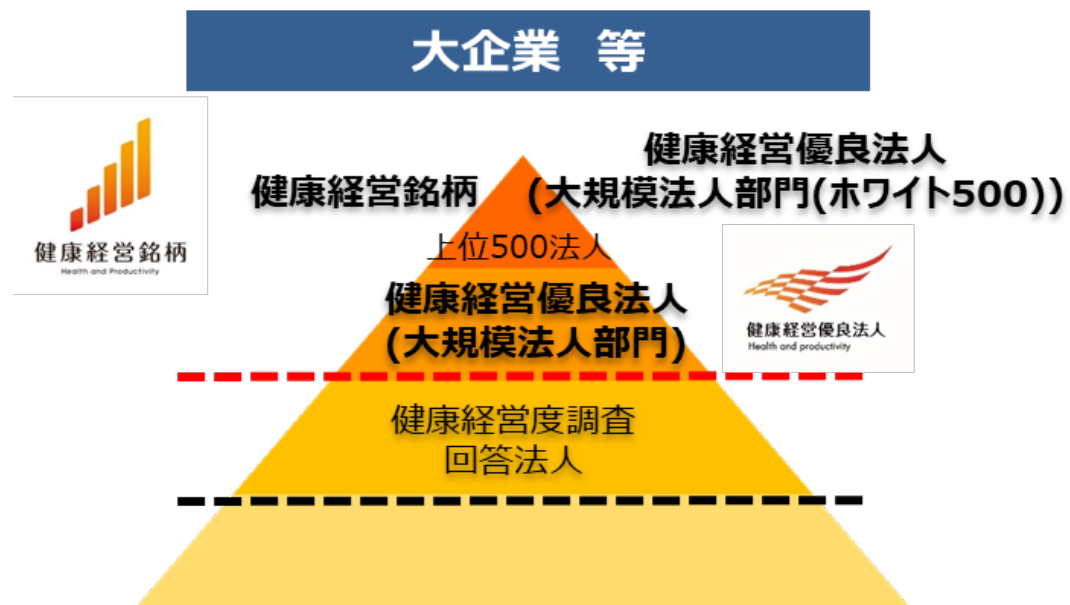 大企業 等
健康経営銘柄
Health and Productivity
健康経営銘柄
健康経営優良法人
(大規模法人部門(ホワイト500))
上位500法人
健康経営優良法人
(大規模法人部門)
健康経営優良法人
Health and productivity
健康経営度調査
回答法人